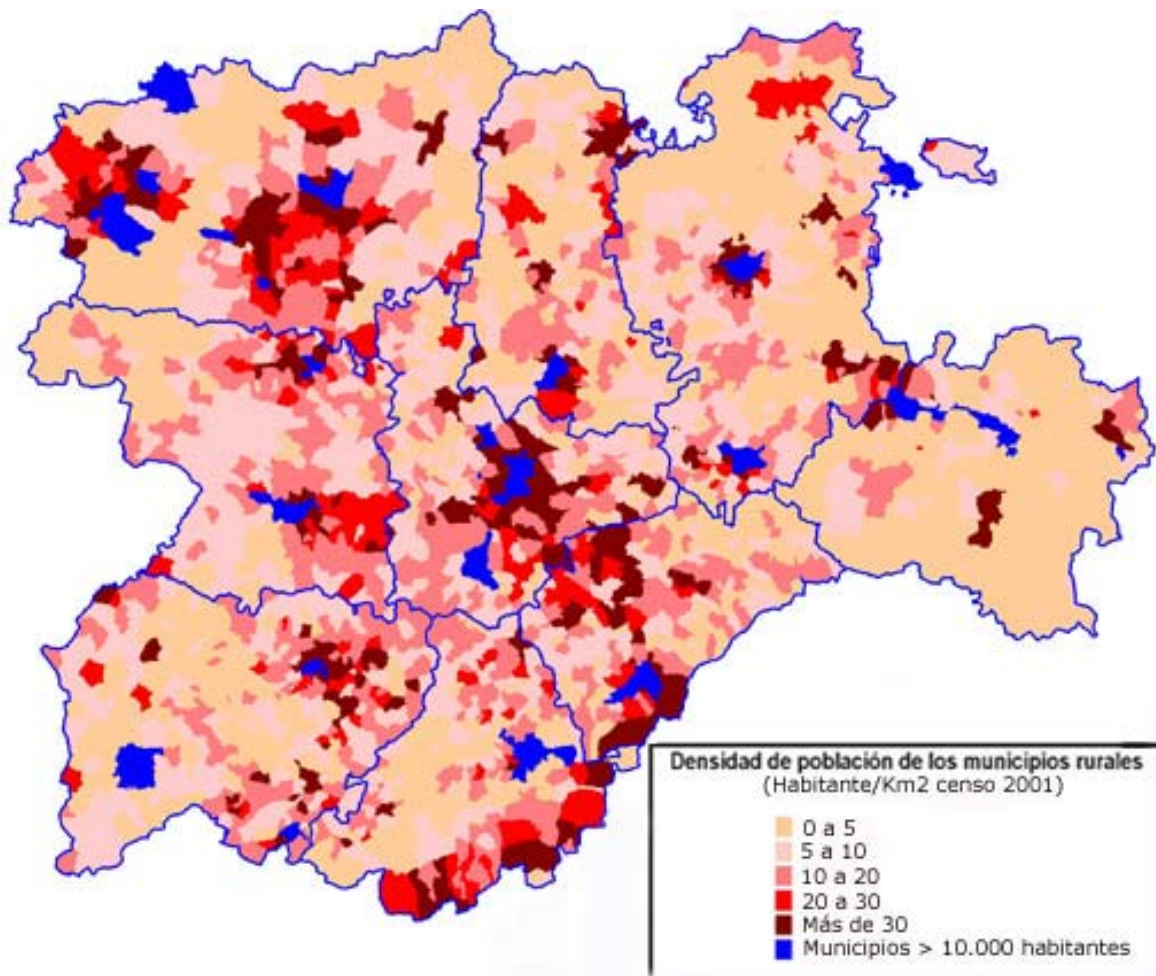 Densidad de población de los municipios rurales
(Habitante/Km2 censo 2001)
0 a 5
5 a 10
10 a 20
20 a 30
Más de 30
Municipios > 10.000 habitantes